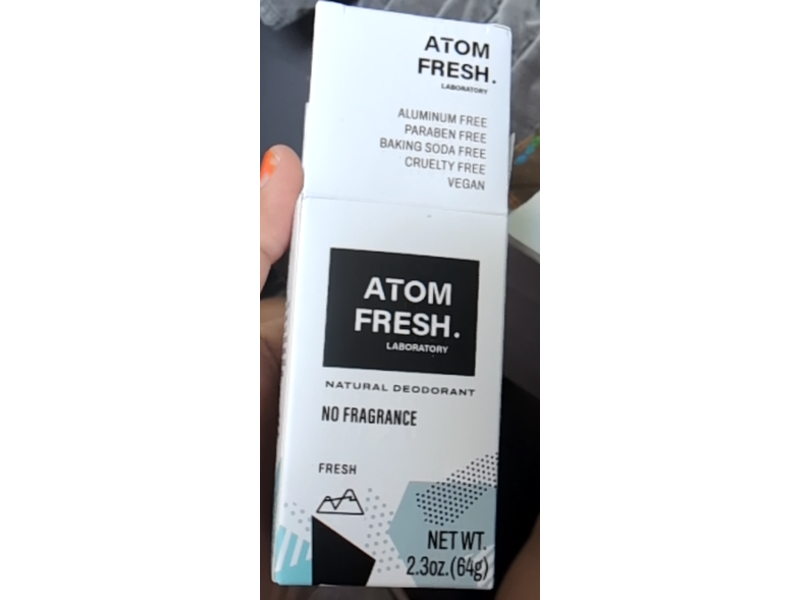 ATOM
FRESH.
LABORATORY
ALUMINUM FREE
PARABEN FREE
BAKING SODA FREE
CRUELTY FREE
VEGAN
ATOM
FRESH.
LABORATORY
NATURAL DEODORANT
NO FRAGRANCE
FRESH
NET WT.
2.3oz.(64g)